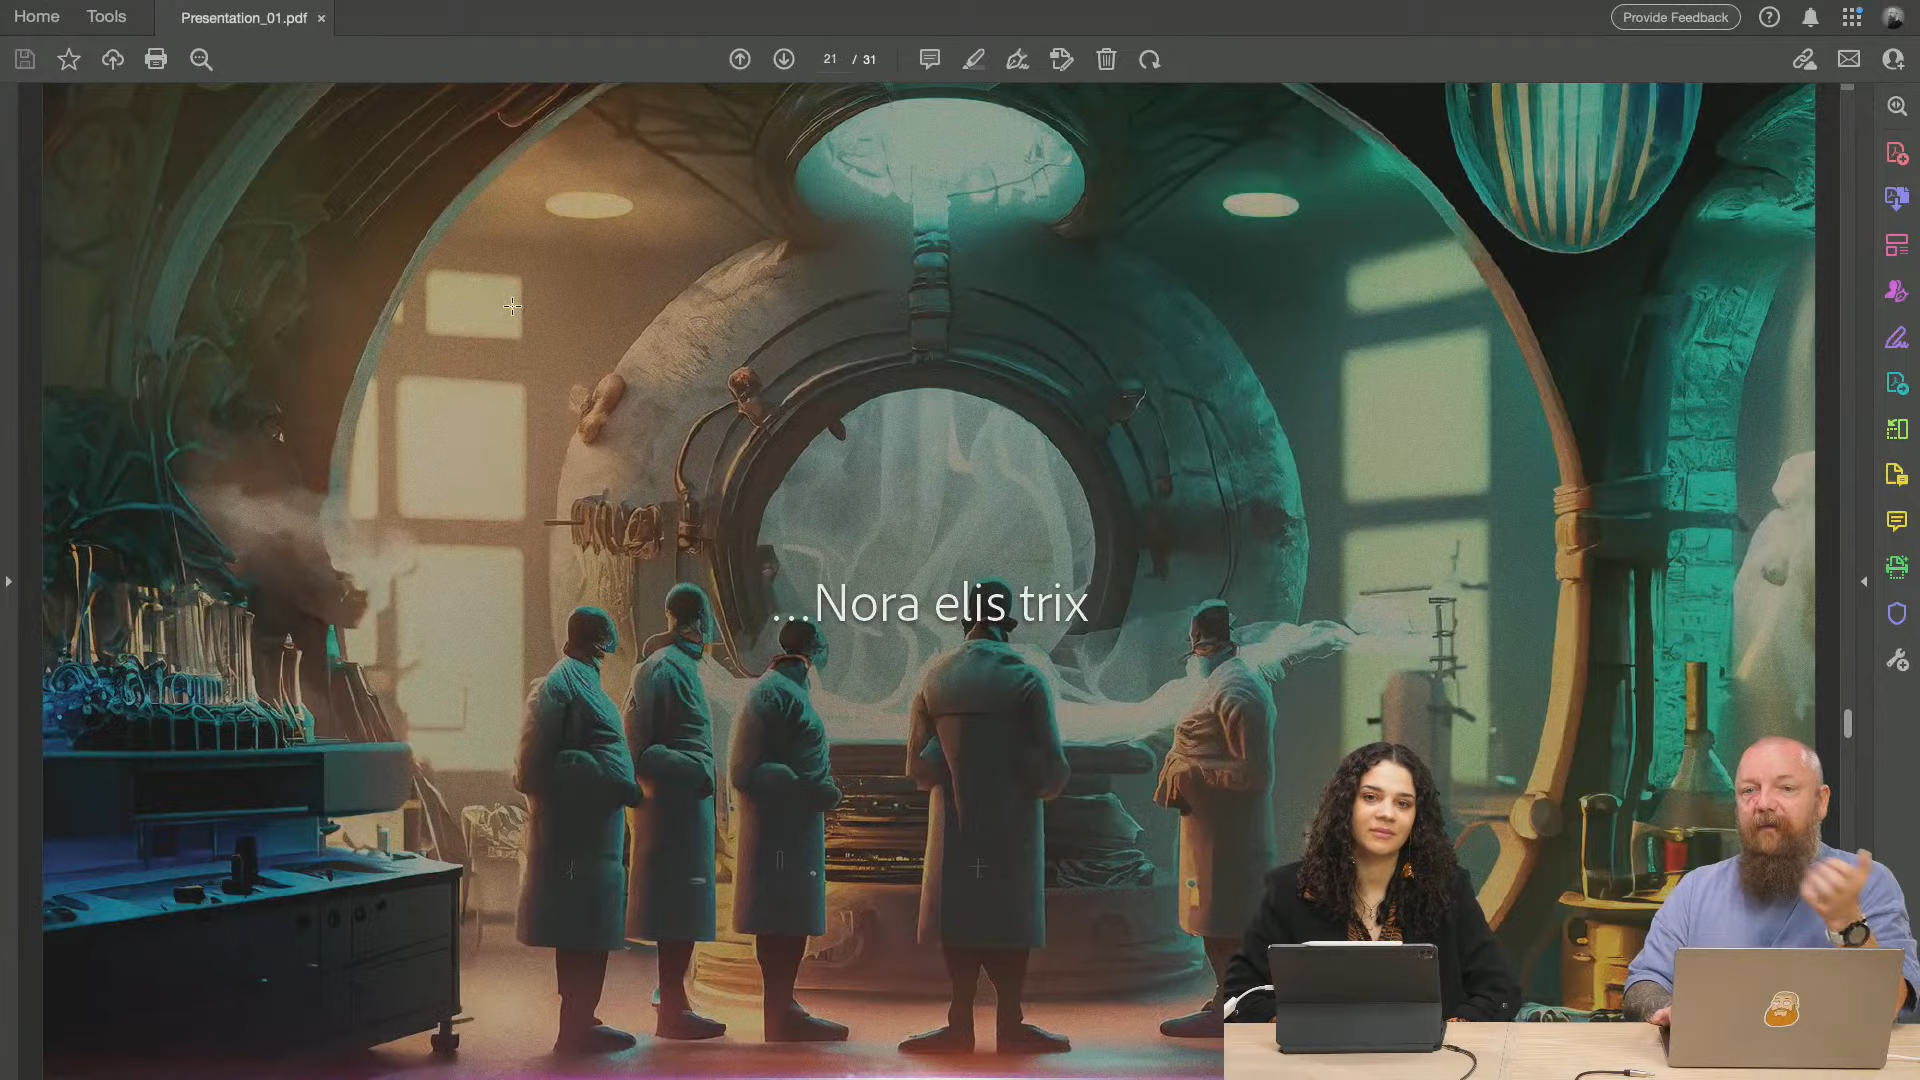 Home
Tools
Presentation_01.pdf
Provide Feedback
21 / 31
...Nora elis trix